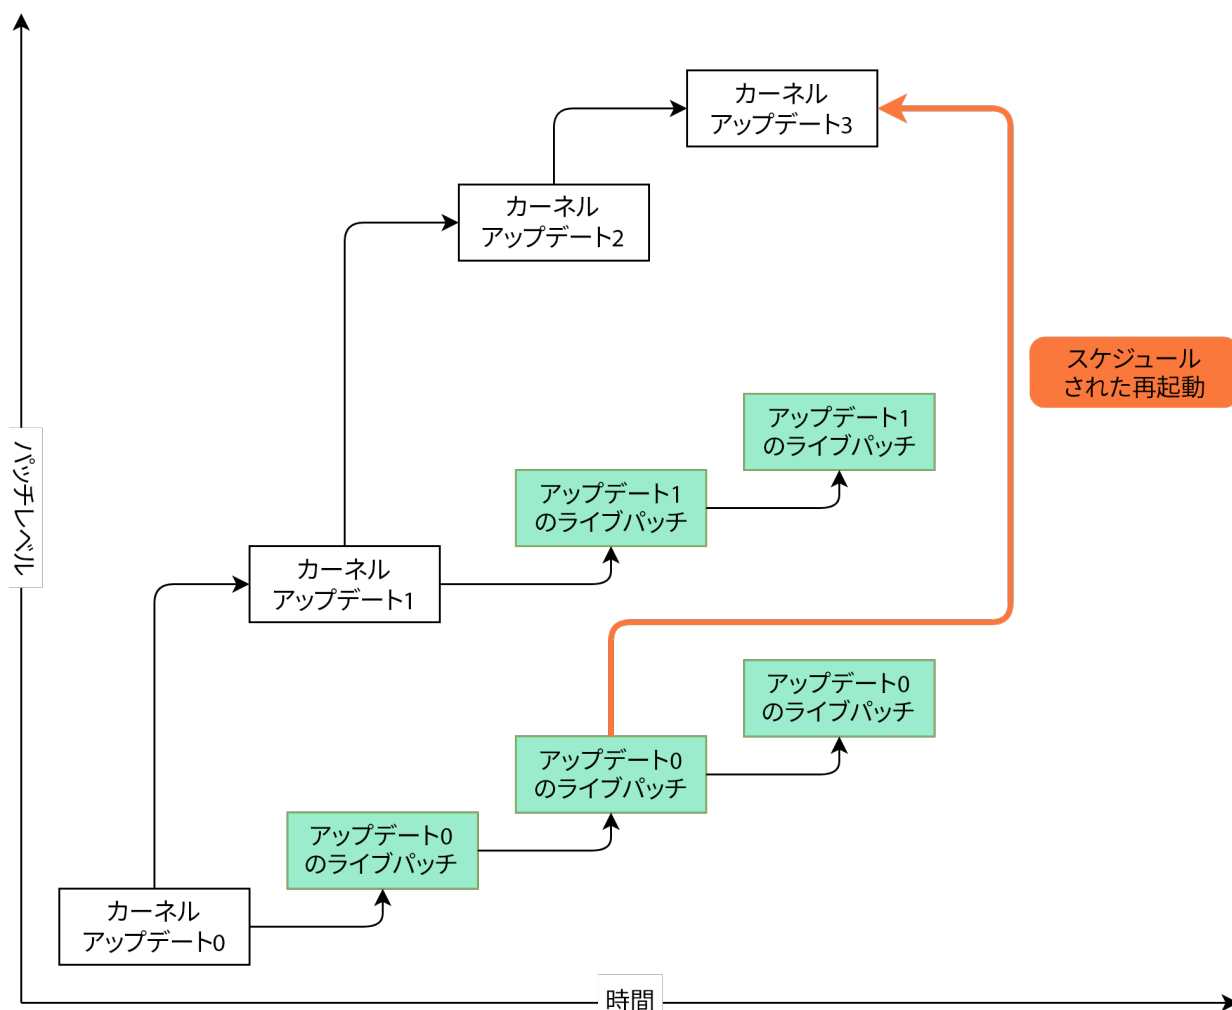 カーネル
アップデート3
カーネル
アップデート2
スケジュール
された再起動
アップデート1
のライブパッチ
パッチレベル
アップデート1
のライブパッチ
カーネル
アップデート1
アップデート0
のライブパッチ
アップデート0
のライブパッチ
アップデート0
のライブパッチ
カーネル
アップデート0
時間